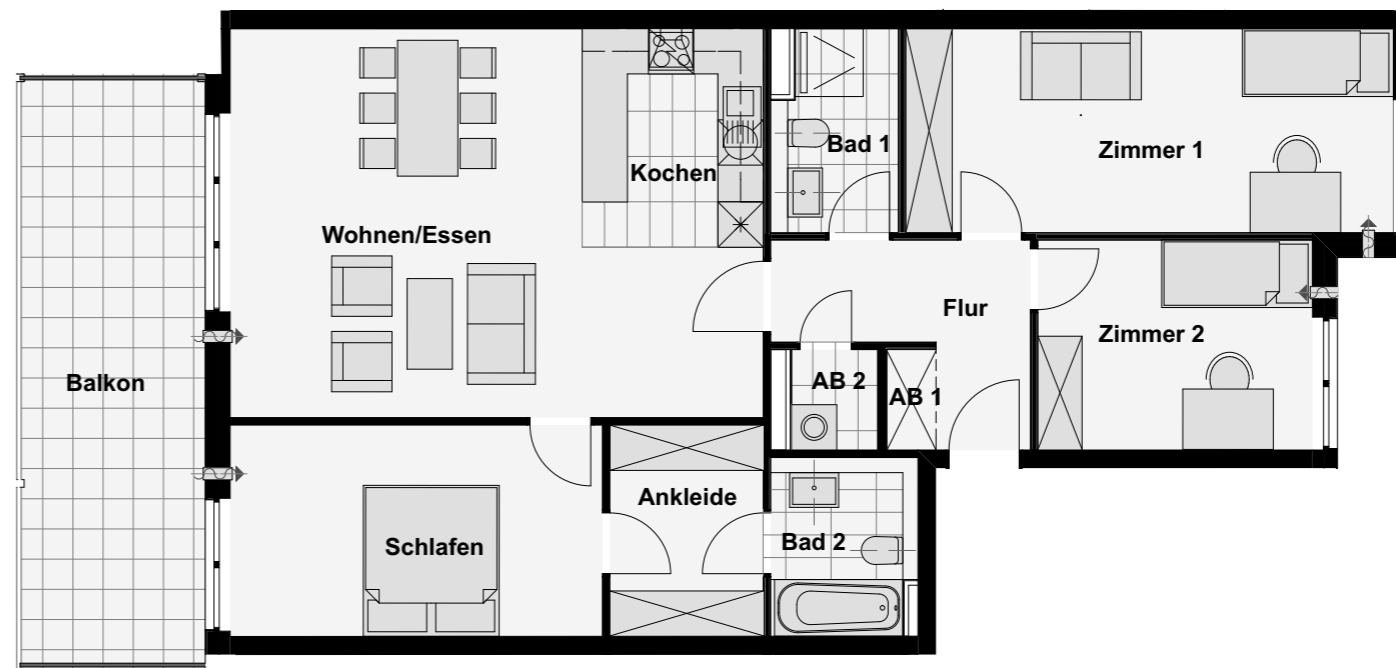 Bad 1
Zimmer 1
Kochen
Wohnen/Essen
Flur
Zimmer 2
Balkon
AB 2
AB 1
Ankleide
Schlafen
Bad 2